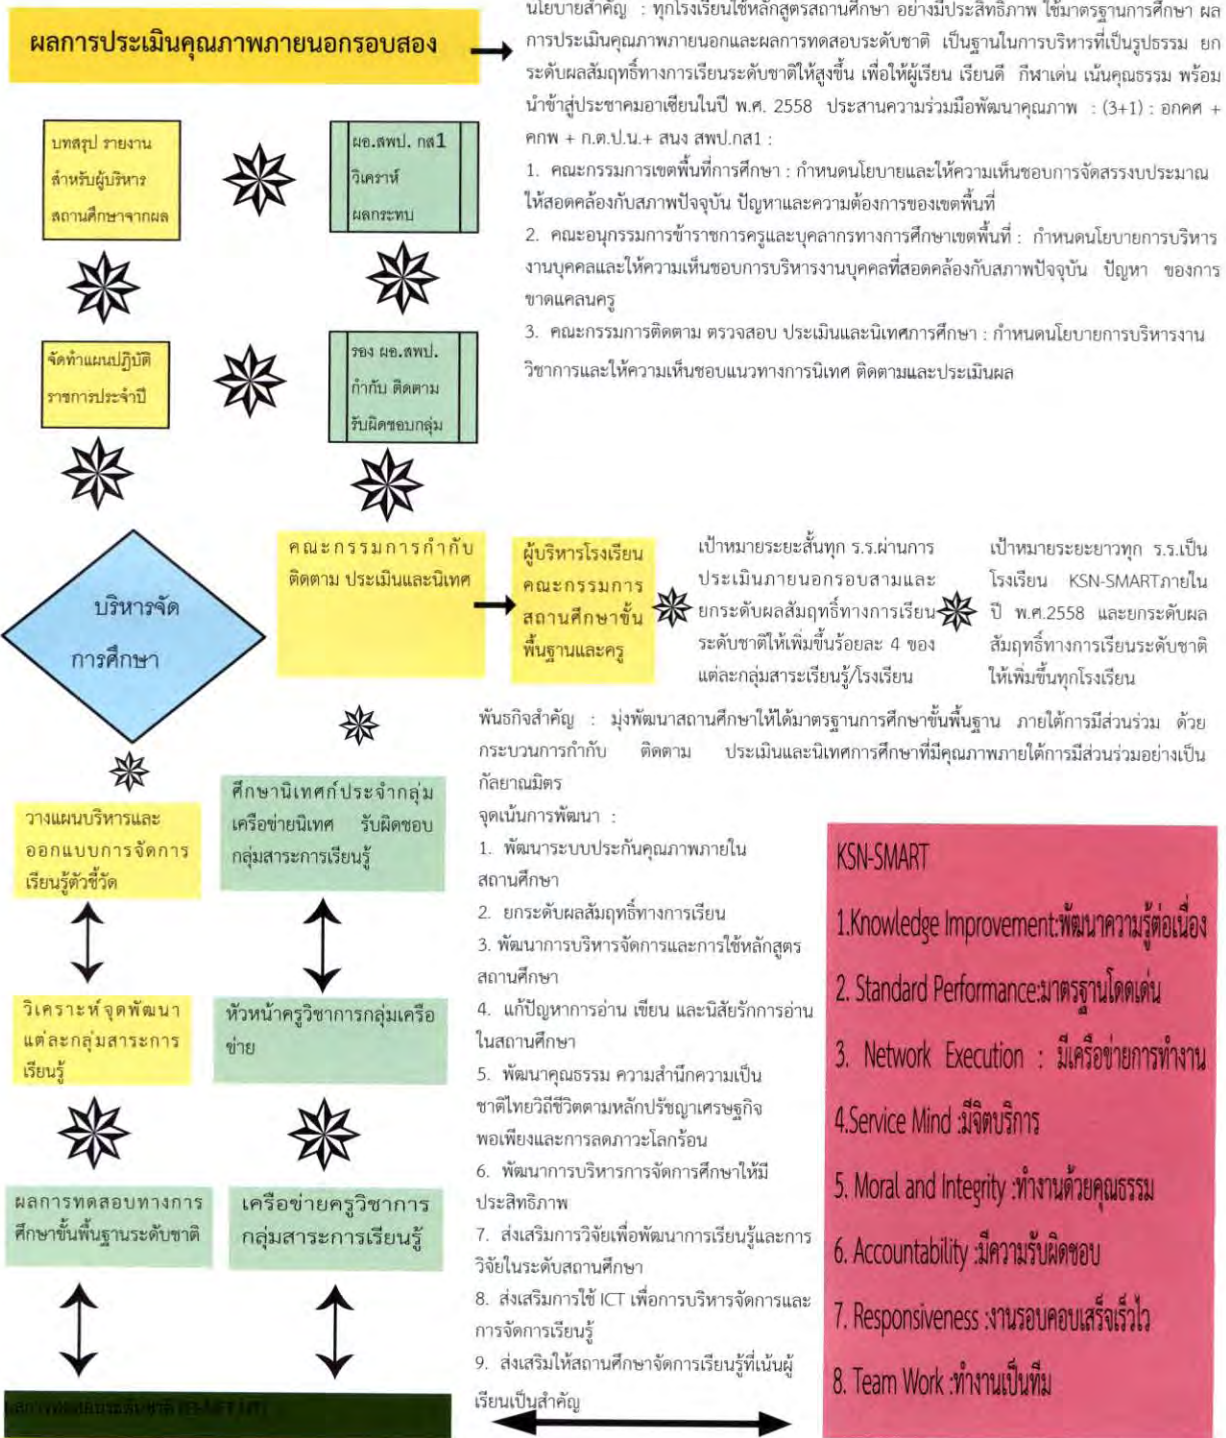 ผลการประเมินคุณภาพภายนอกรอบสอง
นโยบายสำคัญ : ทุกโรงเรียนใช้หลักสูตรสถานศึกษา อย่างมีประสิทธิภาพ ใช้มาตรฐานการศึกษา ผล
การประเมินคุณภาพภายนอกและผลการทดสอบระดับชาติ เป็นฐานในการบริหารที่เป็นรูปธรรม ยก
ระดับผลสัมฤทธิ์ทางการเรียนระดับชาติให้สูงขึ้น เพื่อให้ผู้เรียน เรียนดี กีฬาเด่น เน้นคุณธรรม พร้อม
นำเข้าสู่ประชาคมอาเซียนในปี พ.ศ. 2558 ประสานความร่วมมือพัฒนาคุณภาพ : (3+1) : อกคศ +
คกพ + ก.ต.ป.น.+ สนง สพป.กส1 :
1. คณะกรรมการเขตพื้นที่การศึกษา : กำหนดนโยบายและให้ความเห็นชอบการจัดสรรงบประมาณ
ให้สอดคล้องกับสภาพปัจจุบัน ปัญหาและความต้องการของเขตพื้นที่
2. คณะอนุกรรมการข้าราชการครูและบุคลากรทางการศึกษาเขตพื้นที่ : กำหนดนโยบายการบริหาร
งานบุคคลและให้ความเห็นชอบการบริหารงานบุคคลที่สอดคล้องกับสภาพปัจจุบัน ปัญหา ของการ
ขาดแคลนครู
3. คณะกรรมการติดตาม ตรวจสอบ ประเมินและนิเทศการศึกษา : กำหนดนโยบายการบริหารงาน
วิชาการและให้ความเห็นชอบแนวทางการนิเทศ ติดตามและประเมินผล
บทสรุป รายงาน
สำหรับผู้บริหาร
สถานศึกษาจากผล
ผอ.สพป. กส1
วิเคราห์
ผลกระทบ
จัดทำแผนปฏิบัติ
ราชการประจำปี
รอง ผอ.สพป.
กำกับ ติดตาม
รับผิดชอบกลุ่ม
บริหารจัด
การศึกษา
คณะกรรมการกำกับ
ติดตาม ประเมินและนิเทศ
ผู้บริหารโรงเรียน
คณะกรรมการ
สถานศึกษาขั้น
พื้นฐานและครู
เป้าหมายระยะสั้นทุก ร.ร.ผ่านการ
ประเมินภายนอกรอบสามและ
ยกระดับผลสัมฤทธิ์ทางการเรียน
ระดับชาติให้เพิ่มขึ้นร้อยละ 4 ของ
แต่ละกลุ่มสาระเรียนรู้/โรงเรียน
เป้าหมายระยะยาวทุก ร.ร.เป็น
โรงเรียน KSN-SMARTภายใน
ปี พ.ศ.2558 และยกระดับผล
สัมฤทธิ์ทางการเรียนระดับชาติ
ให้เพิ่มขึ้นทุกโรงเรียน
พันธกิจสำคัญ : มุ่งพัฒนาสถานศึกษาให้ได้มาตรฐานการศึกษาขั้นพื้นฐาน ภายใต้การมีส่วนร่วม ด้วย
กระบวนการกำกับ ติดตาม ประเมินและนิเทศการศึกษาที่มีคุณภาพภายใต้การมีส่วนร่วมอย่างเป็น
กัลยาณมิตร
วางแผนบริหารและ
ออกแบบการจัดการ
เรียนรู้ตัวชี้วัด
ศึกษานิเทศก์ประจำกลุ่ม
เครือข่ายนิเทศ รับผิดชอบ
กลุ่มสาระการเรียนรู้
วิเคราะห์จุดพัฒนา
แต่ละกลุ่มสาระการ
เรียนรู้
หัวหน้าครูวิชาการกลุ่มเครือ
ข่าย
ผลการทดสอบทางการ
ศึกษาขั้นพื้นฐานระดับชาติ
เครือข่ายครูวิชาการ
กลุ่มสาระการเรียนรู้
จุดเน้นการพัฒนา :
1. พัฒนาระบบประกันคุณภาพภายใน
สถานศึกษา
2. ยกระดับผลสัมฤทธิ์ทางการเรียน
3. พัฒนาการบริหารจัดการและการใช้หลักสูตร
สถานศึกษา
4. แก้ปัญหาการอ่าน เขียน และนิสัยรักการอ่าน
ในสถานศึกษา
5. พัฒนาคุณธรรม ความสำนึกความเป็น
ชาติไทยวิถีชีวิตตามหลักปรัชญาเศรษฐกิจ
พอเพียงและการลดภาวะโลกร้อน
6. พัฒนาการบริหารการจัดการศึกษาให้มี
ประสิทธิภาพ
7. ส่งเสริมการวิจัยเพื่อพัฒนาการเรียนรู้และการ
วิจัยในระดับสถานศึกษา
8. ส่งเสริมการใช้ ICT เพื่อการบริหารจัดการและ
การจัดการเรียนรู้
9. ส่งเสริมให้สถานศึกษาจัดการเรียนรู้ที่เน้นผู้
เรียนเป็นสำคัญ
KSN-SMART
1.Knowledge Improvement:พัฒนาความรู้ต่อเนื่อง
2. Standard Performance:มาตรฐานโดดเด่น
3. Network Execution : มีเครือข่ายการทำงาน
4.Service Mind :มีจิตบริการ
5. Moral and Integrity :ทำงานด้วยคุณธรรม
6. Accountability :มีความรับผิดชอบ
7. Responsiveness :งานรอบคอบเสร็จเร็วไว
8. Team Work :ทำงานเป็นทีม
ผลการทดสอบระดับชาติ